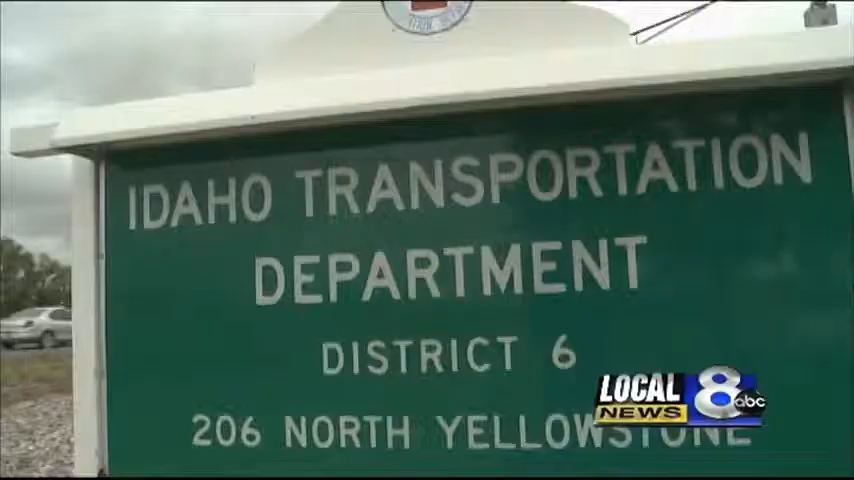 IDAHO TRANSPORTATION
DEPARTMENT
DISTRICT 6
206 NORTH YELLOWSTONE
LOCAL
NEWS
8
abc